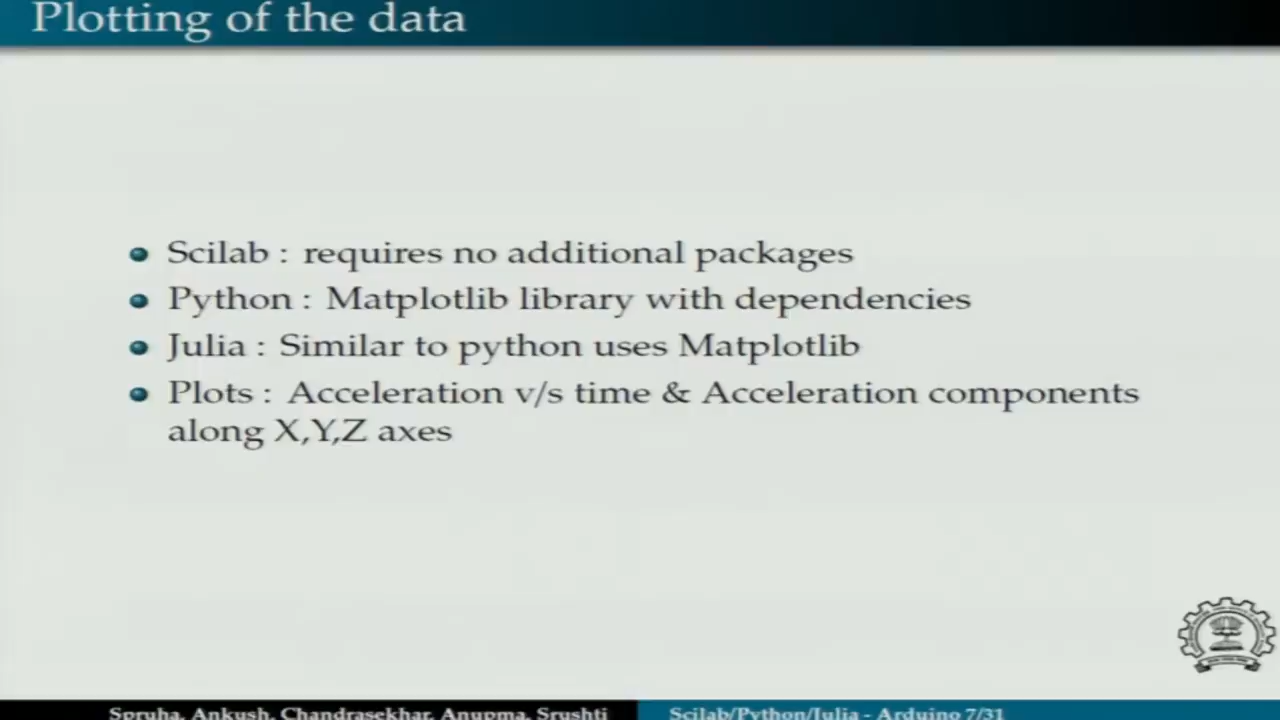 Plotting of the data
Scilab : requires no additional packages
Python : Matplotlib library with dependencies
Julia : Similar to python uses Matplotlib
Plots : Acceleration v/s time & Acceleration components
along X,Y,Z axes
Spruha, Ankush, Chandrasekhar, Anupma, Srushti
Scilab/Python/Julia - Arduino 7/31